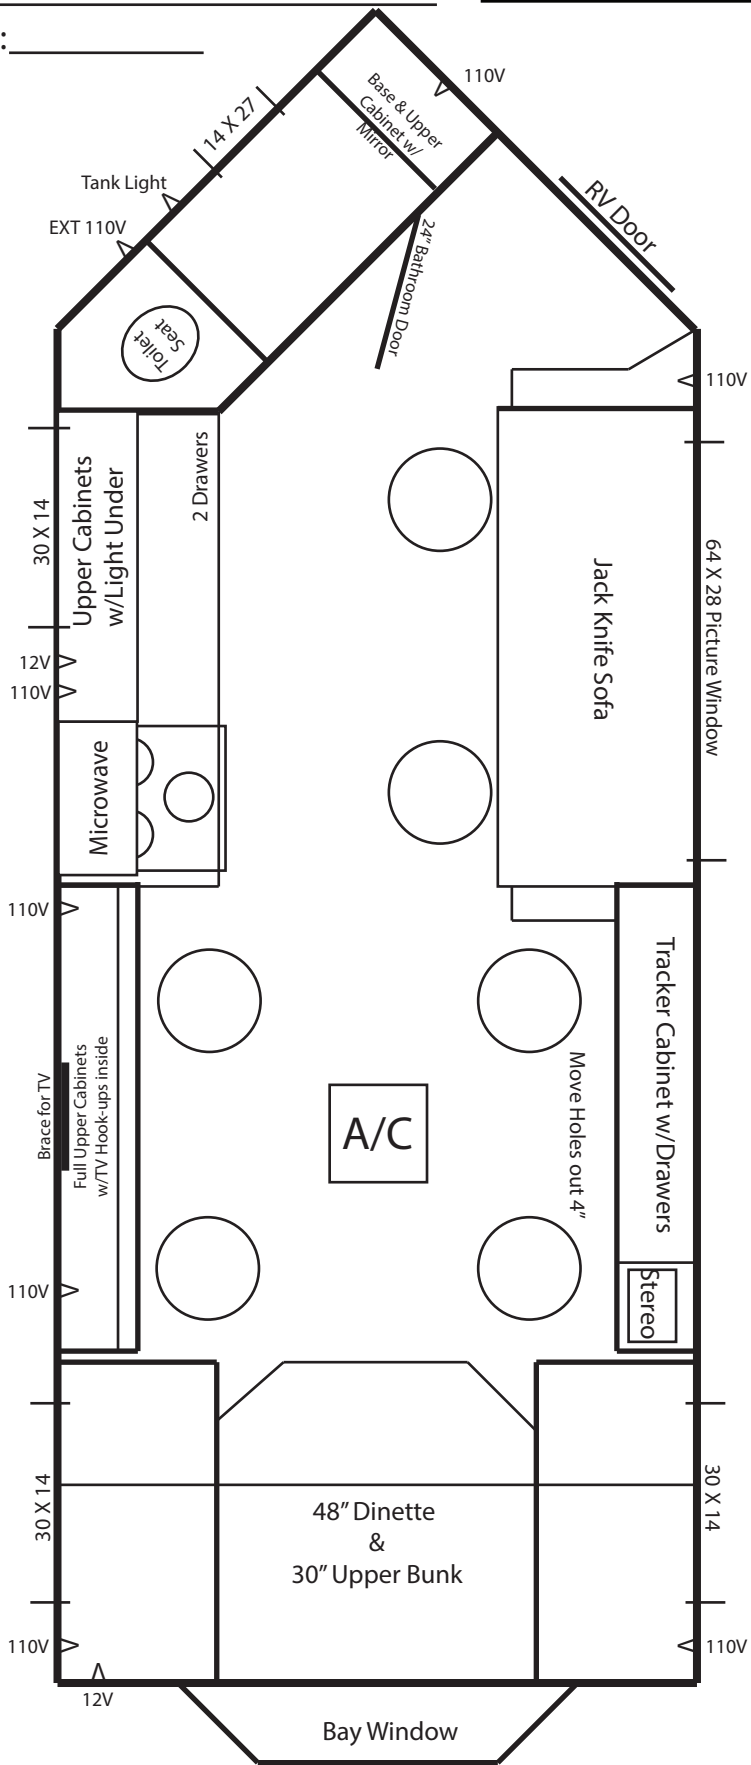 :
110V
Base & Upper
Cabinet w/
Mirror
14 X 27
Tank Light
EXT 110V
RV Door
24” Bathroom Door
Toilet
Seat
110V
2 Drawers
Upper Cabinets
w/Light Under
30 X 14
12V
110V
Jack Knife Sofa
64 X 28 Picture Window
Microwave
110V
Tracker Cabinet w/Drawers
Move Holes out 4”
Brace for TV
Full Upper Cabinets
w/TV Hook-ups inside
A/C
110V
Stereo
30 X 14
48” Dinette
&
30” Upper Bunk
30 X 14
110V
110V
12V
Bay Window